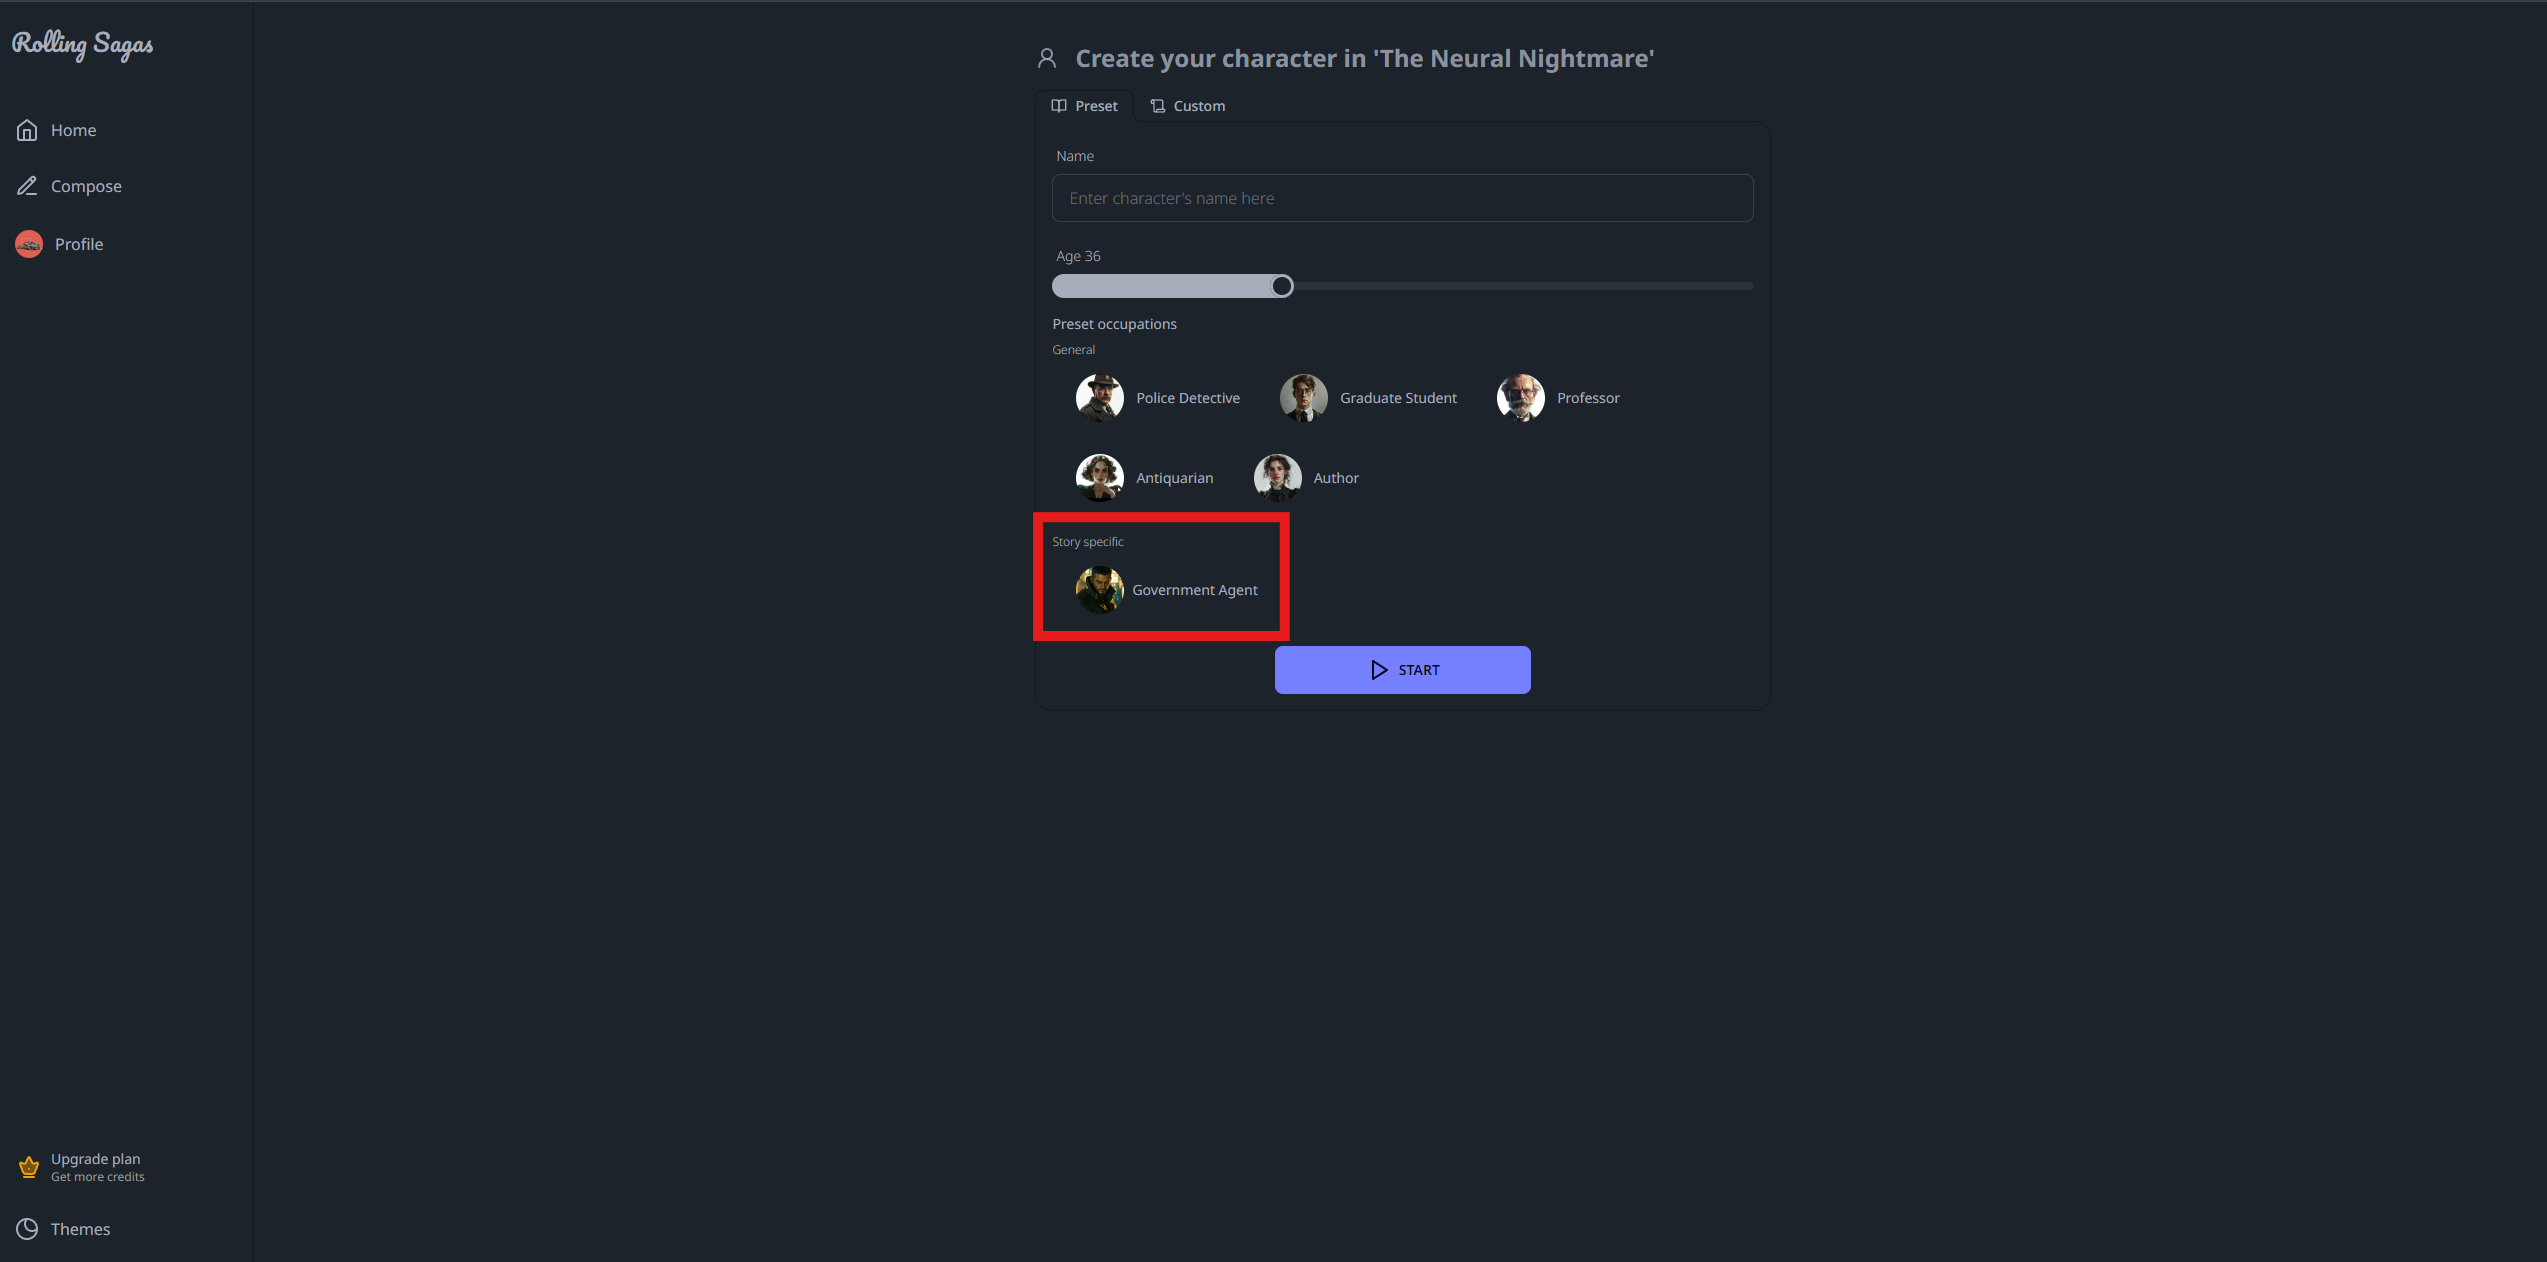 Rolling Sagas
Home
Compose
Profile
Upgrade plan
Get more credits
Themes
Create your character in 'The Neural Nightmare'
Preset
Custom
Name
Enter character's name here
Age 36
Preset occupations
General
Police Detective
Graduate Student
Professor
Antiquarian
Author
Story specific
Government Agent
START